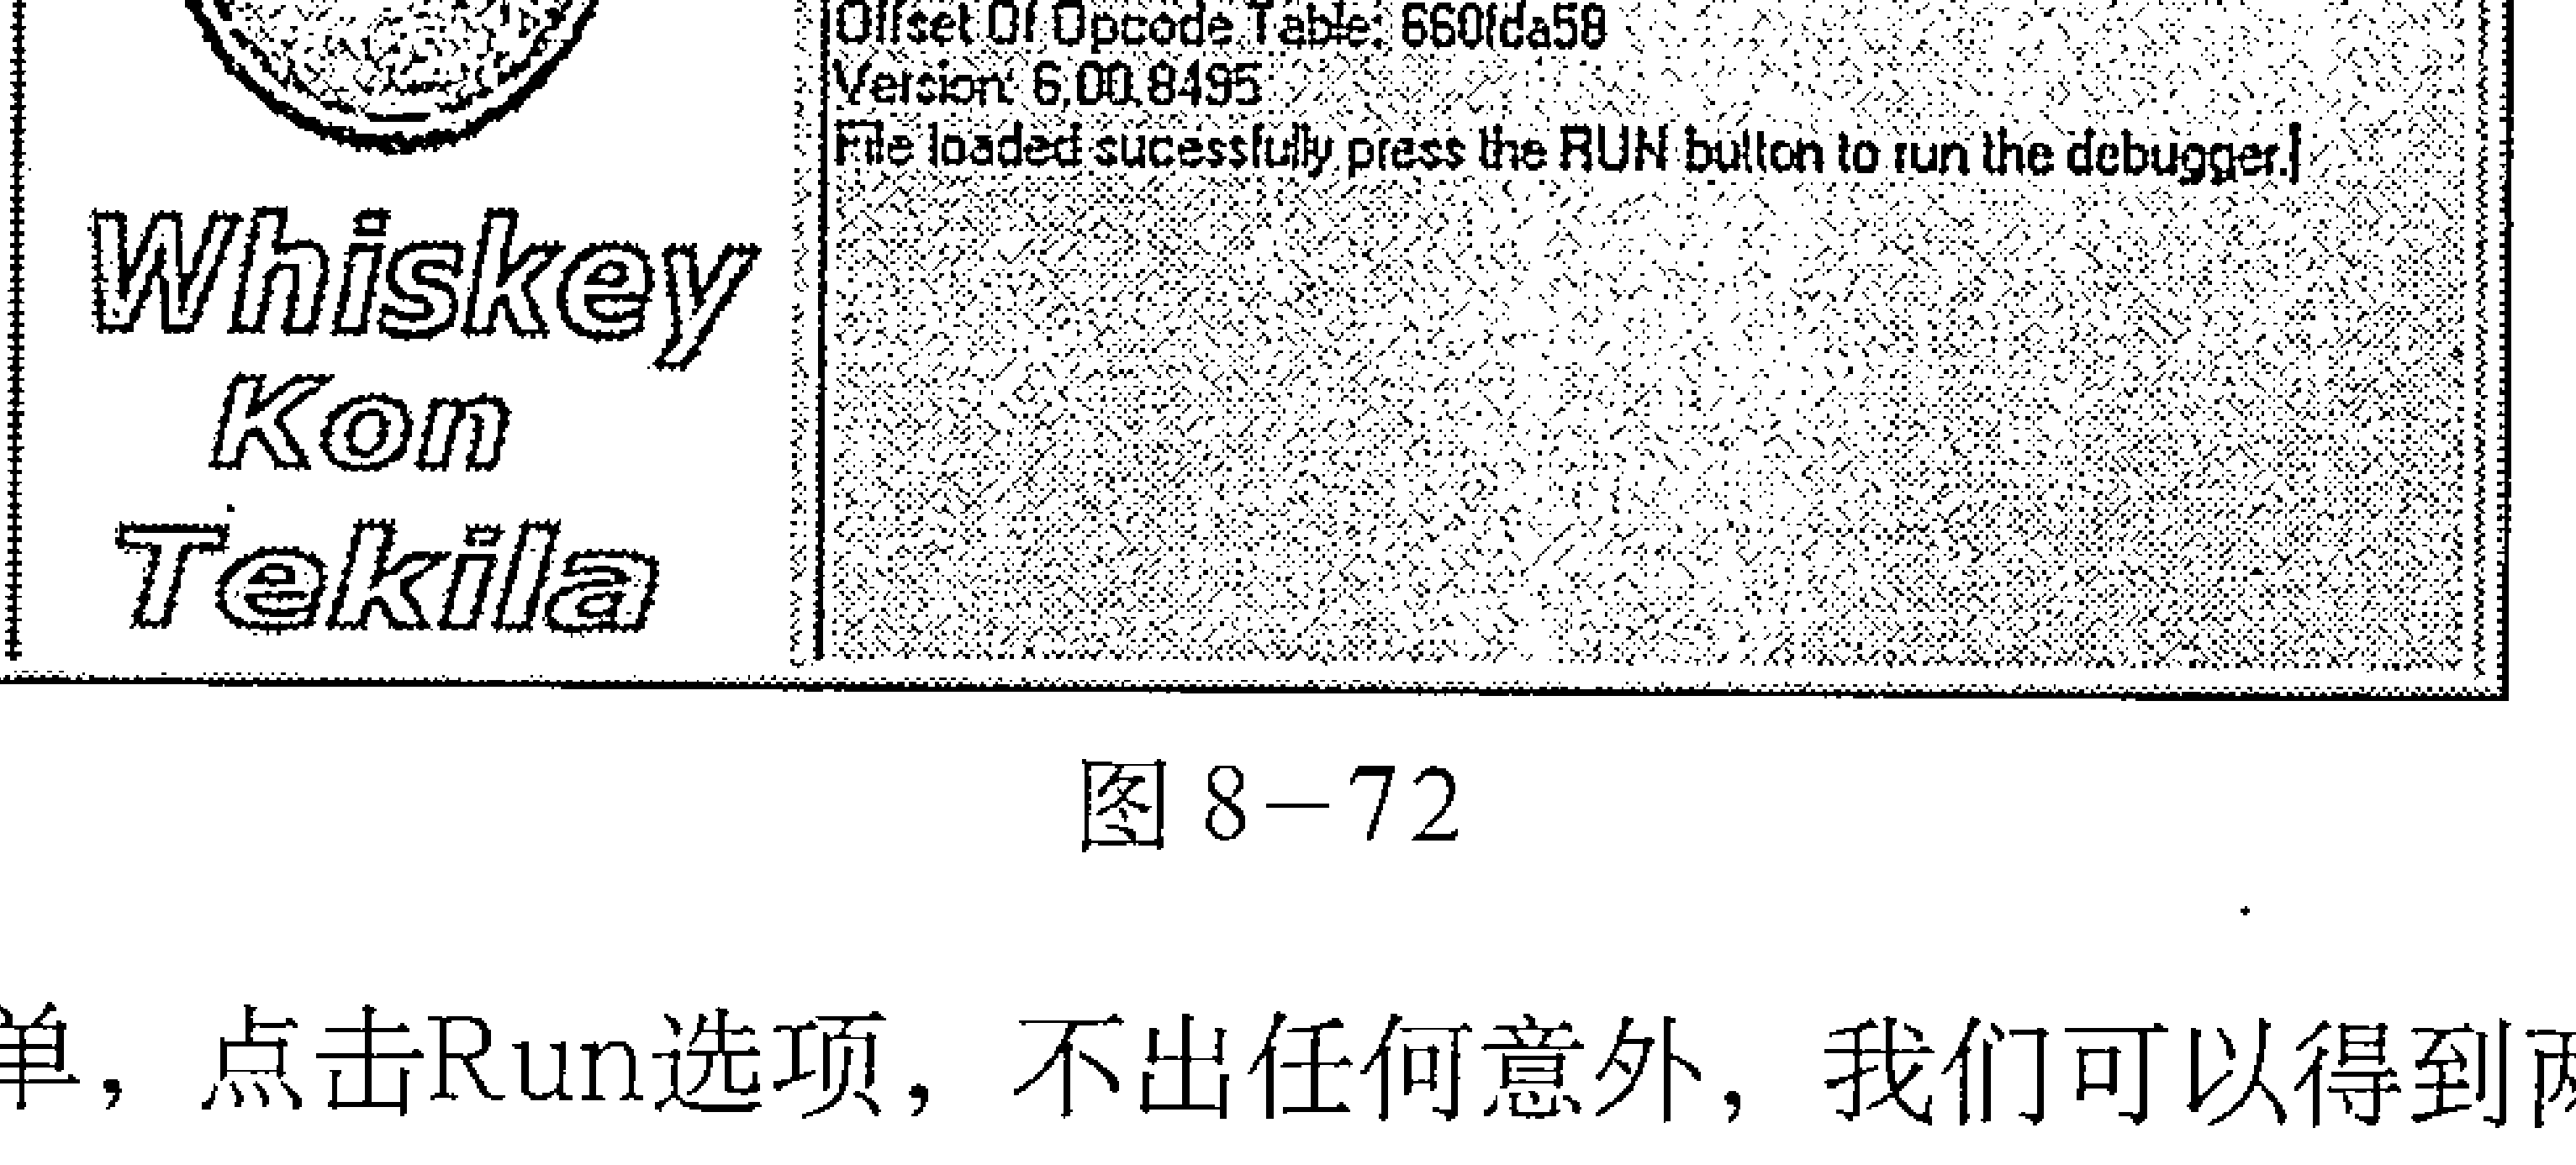 Offset Of Opcode Table: 660fda58
Version: 6.00.8495
File loaded sucessfully press the RUN button to run the debugger.
Whiskey
Kon
Tekila
图 8-72
单，点击Run选项，不出任何意外，我们可以得到两